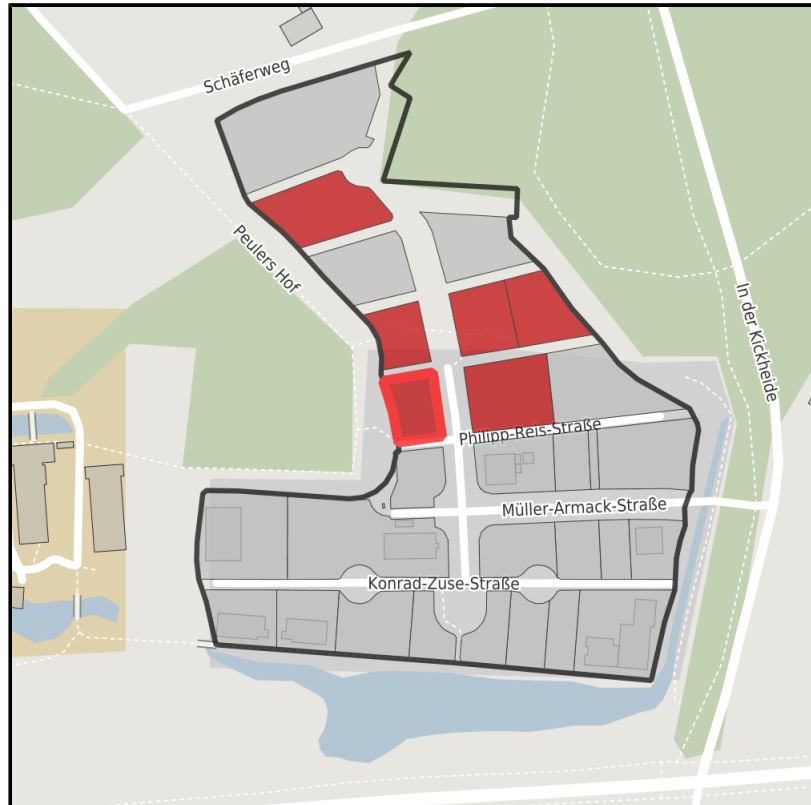 Schäferweg
Peulers Hof
In der Kickheide
Philipp-Reis-Straße
Müller-Armack-Straße
Konrad-Zuse-Straße